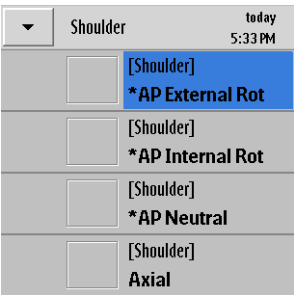 Shoulder today
5:33 PM
[Shoulder]
*AP External Rot
[Shoulder]
*AP Internal Rot
[Shoulder]
*AP Neutral
[Shoulder]
Axial